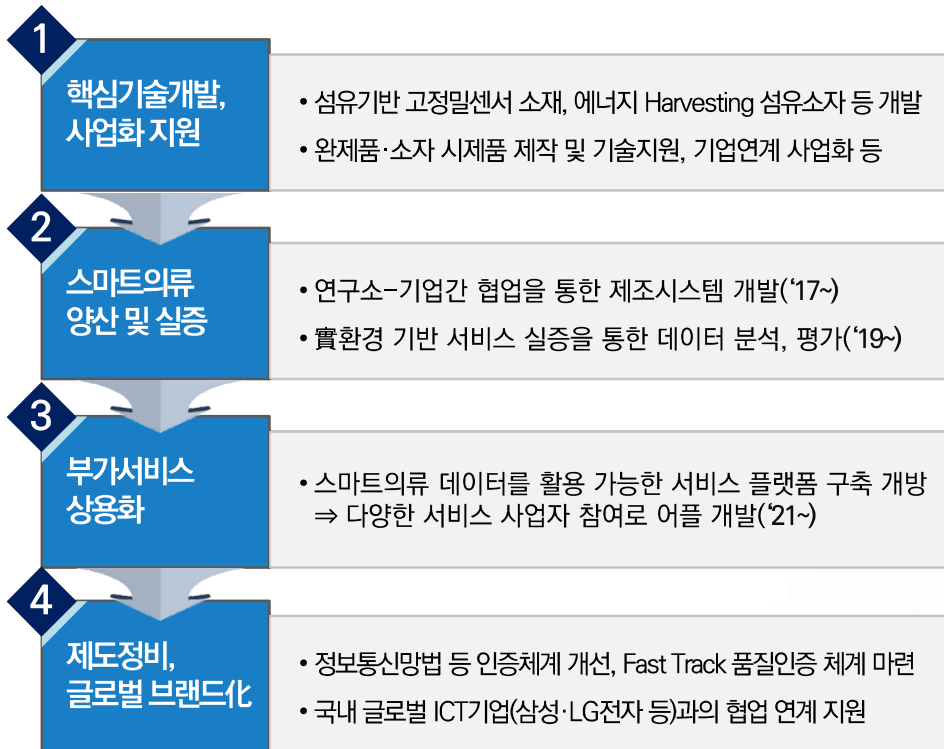 1
핵심기술개발,
사업화 지원
• 섬유기반 고정밀센서 소재, 에너지 Harvesting 섬유소자 등 개발
• 완제품·소자 시제품 제작 및 기술지원, 기업연계 사업화 등
2
스마트의류
양산 및 실증
• 연구소-기업간 협업을 통한 제조시스템 개발(‘17~)
• 實환경 기반 서비스 실증을 통한 데이터 분석, 평가(‘19~)
3
부가서비스
상용화
• 스마트의류 데이터를 활용 가능한 서비스 플랫폼 구축 개방
⇒ 다양한 서비스 사업자 참여로 어플 개발(‘21~)
4
제도정비,
글로벌 브랜드化
• 정보통신망법 등 인증체계 개선, Fast Track 품질인증 체계 마련
• 국내 글로벌 ICT기업(삼성·LG전자 등)과의 협업 연계 지원